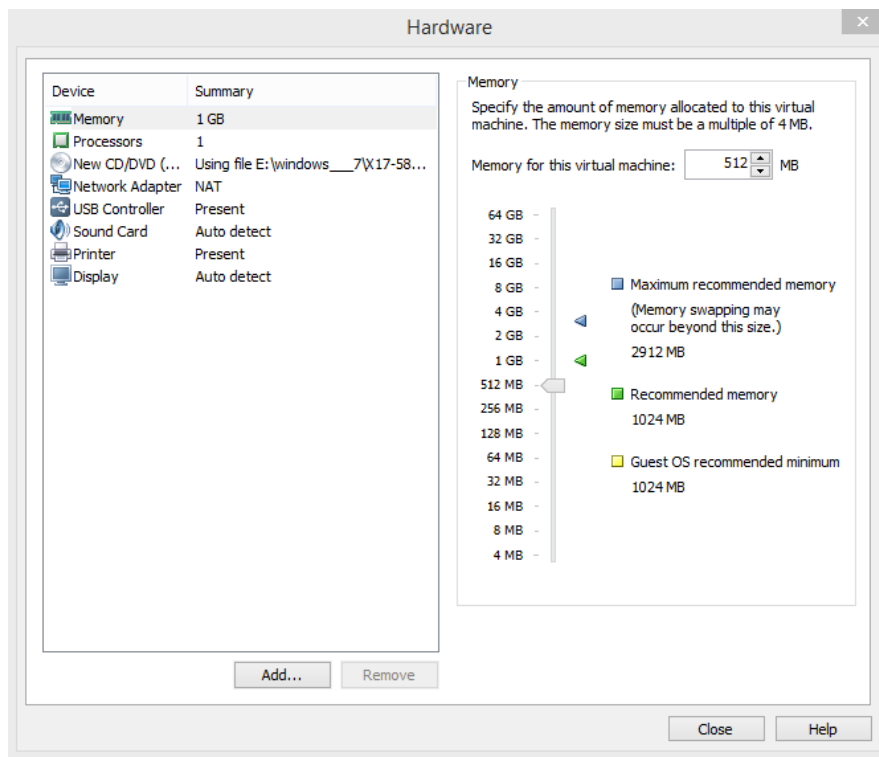 Hardware
Device Summary
Memory 1 GB
Processors 1
New CD/DVD (... Using file E:\windows___7\X17-58...
Network Adapter NAT
USB Controller Present
Sound Card Auto detect
Printer Present
Display Auto detect
Add... Remove
Memory
Specify the amount of memory allocated to this virtual
machine. The memory size must be a multiple of 4 MB.
Memory for this virtual machine: 512 MB
64 GB
32 GB
16 GB
8 GB
4 GB
2 GB
1 GB
512 MB
256 MB
128 MB
64 MB
32 MB
16 MB
8 MB
4 MB
Maximum recommended memory
(Memory swapping may
occur beyond this size.)
2912 MB
Recommended memory
1024 MB
Guest OS recommended minimum
1024 MB
Close Help